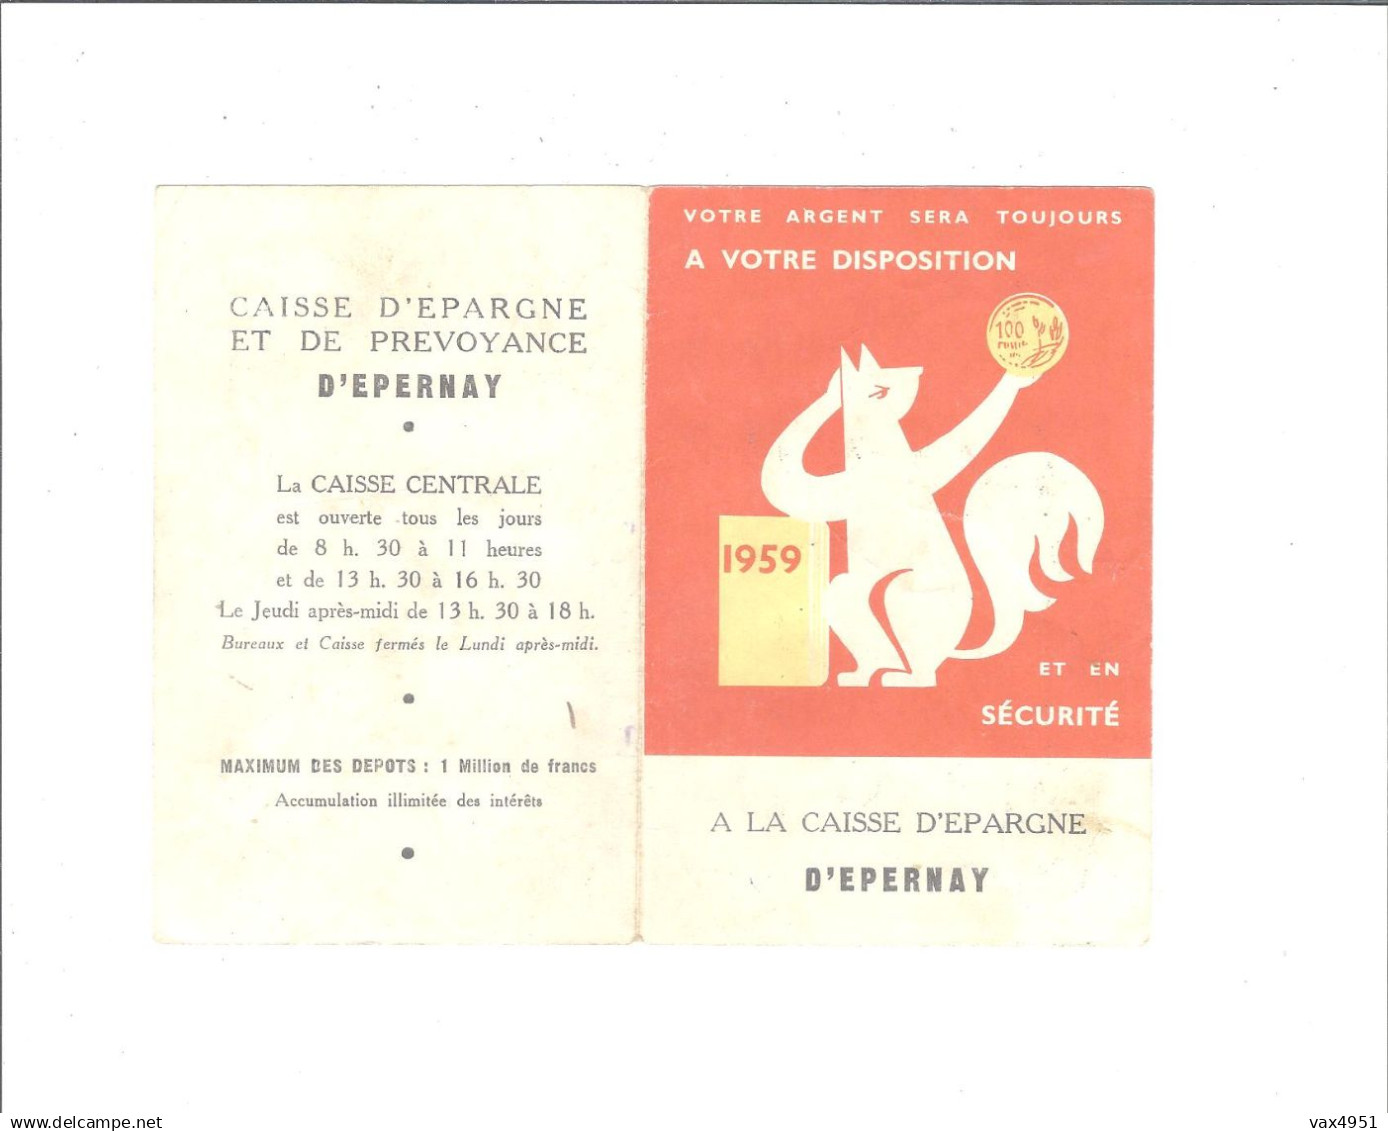 CAISSE D'EPARGNE
ET DE PREVOYANCE
D'EPERNAY
La CAISSE CENTRALE
est ouverte tous les jours
de 8 h. 30 à 11 heures
et de 13 h. 30 à 16 h. 30
Le Jeudi après-midi de 13 h. 30 à 18 h.
Bureaux et Caisse fermés le Lundi après-midi.
MAXIMUM DES DEPOTS : 1 Million de francs
Accumulation illimitée des intérêts
VOTRE ARGENT SERA TOUJOURS
A VOTRE DISPOSITION
100
1959
ET EN
SÉCURITÉ
A LA CAISSE D'EPARGNE
D'EPERNAY
www.delcampe.net
vax4951